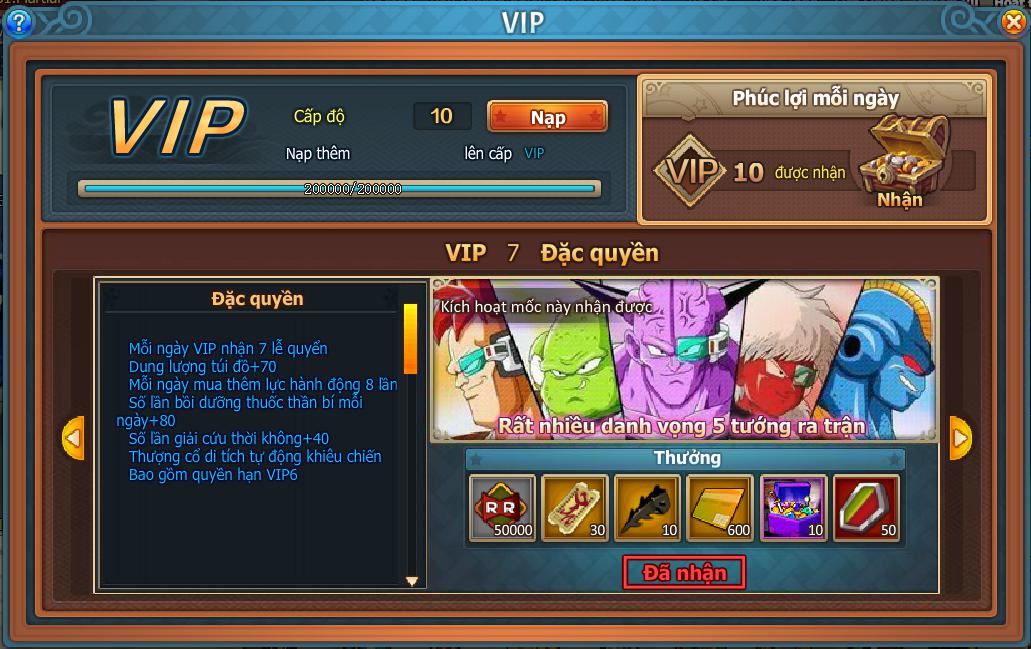 VIP
VIP
Cấp độ
10
Nạp
Nạp thêm
lên cấp VIP
200000/200000
Phúc lợi mỗi ngày
VIP 10 được nhận
Nhận
VIP 7 Đặc quyền
Đặc quyền
Mỗi ngày VIP nhận 7 lễ quyển
Dung lượng túi đồ+70
Mỗi ngày mua thêm lực hành động 8 lần
Số lần bồi dưỡng thuốc thần bí mỗi
ngày+80
Số lần giải cứu thời không+40
Thượng cổ di tích tự động khiêu chiến
Bao gồm quyền hạn VIP6
Kích hoạt mốc này nhận được
Rất nhiều danh vọng 5 tướng ra trận
Thưởng
RR
50000
30
10
600
10
50
Đã nhận